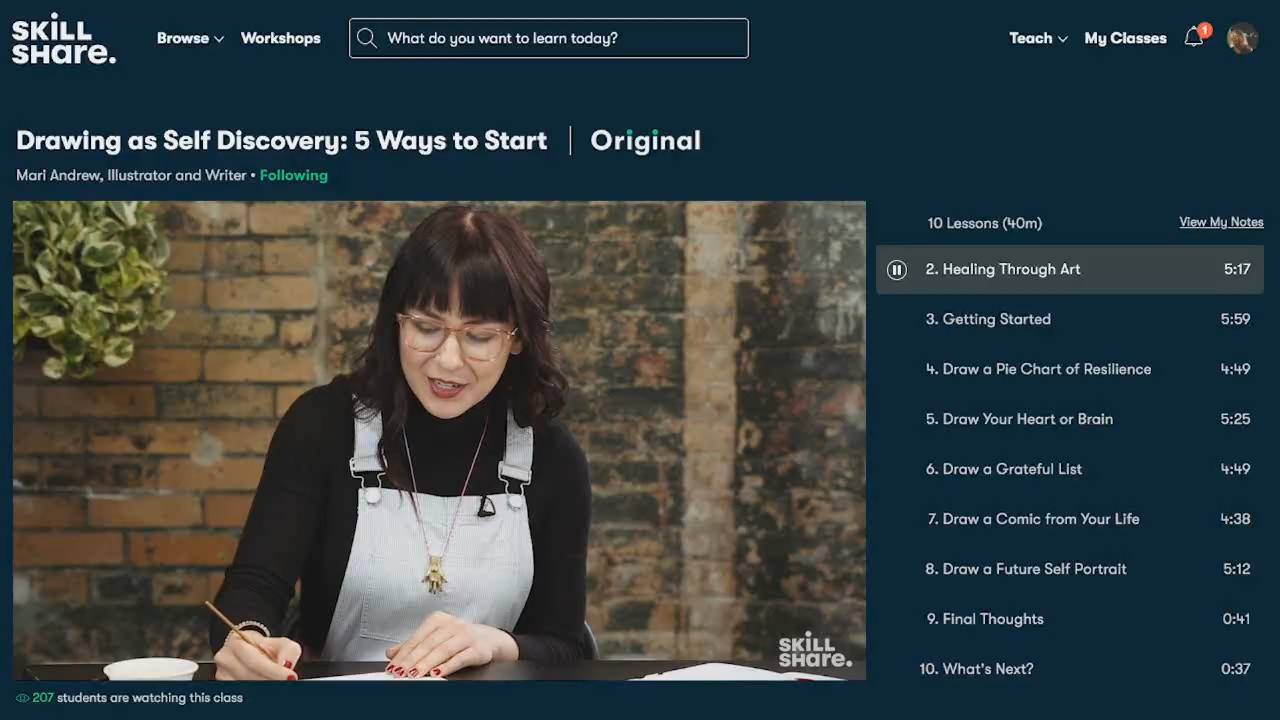 SKILL
SHare.
Browse
Workshops
What do you want to learn today?
Teach
My Classes
1
Drawing as Self Discovery: 5 Ways to Start | Original
Mari Andrew, Illustrator and Writer • Following
10 Lessons (40m)
View My Notes
2. Healing Through Art 5:17
3. Getting Started 5:59
4. Draw a Pie Chart of Resilience 4:49
5. Draw Your Heart or Brain 5:25
6. Draw a Grateful List 4:49
7. Draw a Comic from Your Life 4:38
8. Draw a Future Self Portrait 5:12
9. Final Thoughts 0:41
10. What's Next? 0:37
SKILL
SHare.
207 students are watching this class